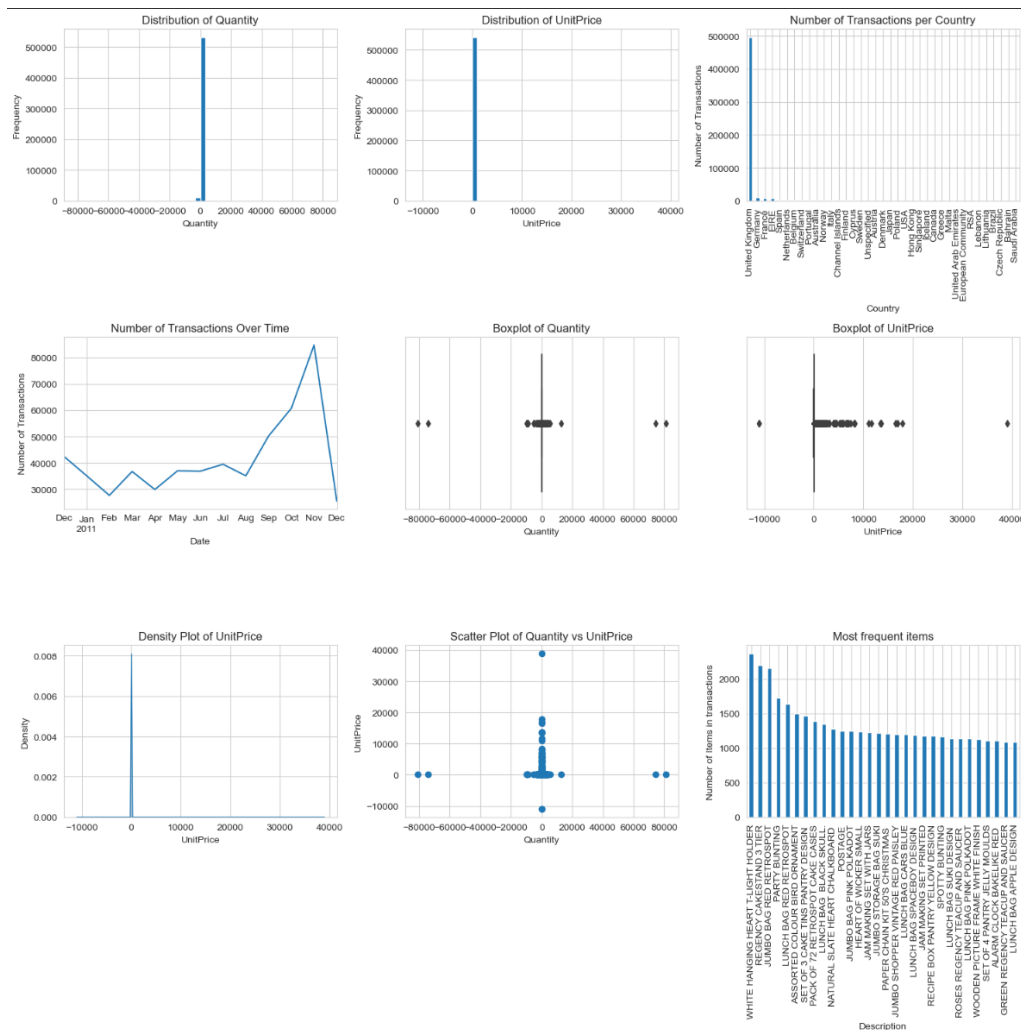 Distribution of Quantity
Distribution of UnitPrice
Number of Transactions per Country
500000
400000
300000
200000
100000
0
Frequency
−80000−60000−40000−20000 0 20000 40000 60000 80000
Quantity
500000
400000
300000
200000
100000
0
Frequency
−10000 0 10000 20000 30000 40000
UnitPrice
500000
400000
300000
200000
100000
0
Number of Transactions
United Kingdom
Germany
France
EIRE
Spain
Netherlands
Belgium
Switzerland
Portugal
Australia
Norway
Italy
Channel Islands
Finland
Cyprus
Sweden
Unspecified
Austria
Denmark
Japan
Poland
USA
Hong Kong
Singapore
Iceland
Canada
Greece
Malta
United Arab Emirates
European Community
RSA
Lebanon
Lithuania
Brazil
Czech Republic
Bahrain
Saudi Arabia
Country
Number of Transactions Over Time
Boxplot of Quantity
Boxplot of UnitPrice
80000
70000
60000
50000
40000
30000
Number of Transactions
Dec Jan Feb Mar Apr May Jun Jul Aug Sep Oct Nov Dec
2011
Date
−80000 −60000 −40000 −20000 0 20000 40000 60000 80000
Quantity
−10000 0 10000 20000 30000 40000
UnitPrice
Density Plot of UnitPrice
Scatter Plot of Quantity vs UnitPrice
Most frequent items
0.008
0.006
0.004
0.002
0.000
Density
−10000 0 10000 20000 30000 40000
UnitPrice
40000
30000
20000
10000
0
−10000
UnitPrice
−80000 −60000 −40000 −20000 0 20000 40000 60000 80000
Quantity
2000
1500
1000
500
0
Number of Items in transactions
WHITE HANGING HEART T-LIGHT HOLDER
REGENCY CAKESTAND 3 TIER
JUMBO BAG RED RETROSPOT
PARTY BUNTING
LUNCH BAG RED RETROSPOT
ASSORTED COLOUR BIRD ORNAMENT
SET OF 3 CAKE TINS PANTRY DESIGN
PACK OF 72 RETROSPOT CAKE CASES
LUNCH BAG BLACK SKULL.
NATURAL SLATE HEART CHALKBOARD
POSTAGE
JUMBO BAG PINK POLKADOT
HEART OF WICKER SMALL
JAM MAKING SET WITH JARS
JUMBO STORAGE BAG SUKI
PAPER CHAIN KIT 50'S CHRISTMAS
JUMBO SHOPPER VINTAGE RED PAISLEY
LUNCH BAG CARS BLUE
LUNCH BAG SPACEBOY DESIGN
JAM MAKING SET PRINTED
RECIPE BOX PANTRY YELLOW DESIGN
SPOTTY BUNTING
LUNCH BAG SUKI DESIGN
ROSES REGENCY TEACUP AND SAUCER
LUNCH BAG PINK POLKADOT
WOODEN PICTURE FRAME WHITE FINISH
SET OF 4 PANTRY JELLY MOULDS
ALARM CLOCK BAKELIKE RED
GREEN REGENCY TEACUP AND SAUCER
LUNCH BAG APPLE DESIGN
Description